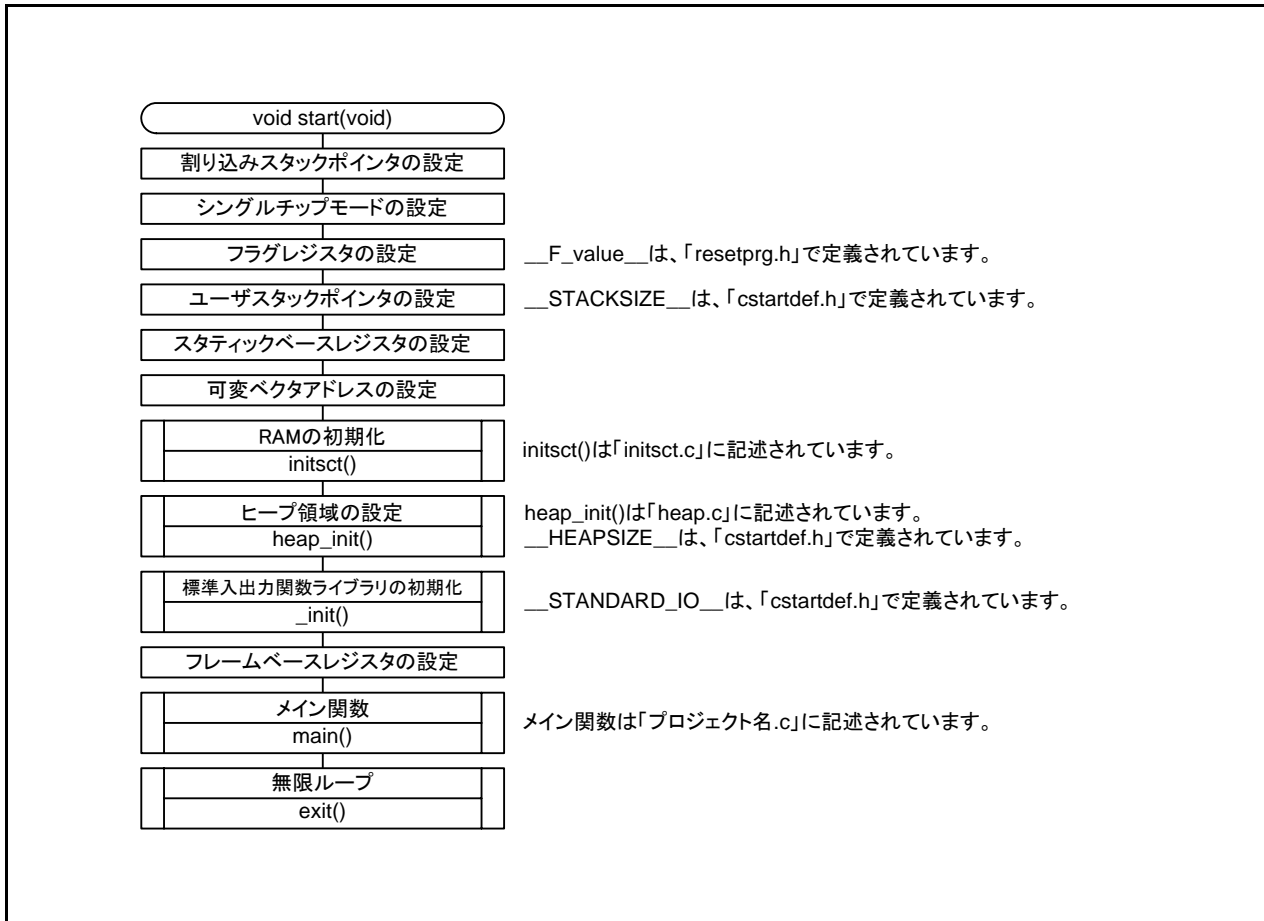 void start(void)
割り込みスタックポインタの設定
シングルチップモードの設定
フラグレジスタの設定
__F_value__は、「resetprg.h」で定義されています。
ユーザスタックポインタの設定
__STACKSIZE__は、「cstartdef.h」で定義されています。
スタティックベースレジスタの設定
可変ベクタアドレスの設定
RAMの初期化
initsct()
initsct()は「initsct.c」に記述されています。
ヒープ領域の設定
heap_init()
heap_init()は「heap.c」に記述されています。
__HEAPSIZE__は、「cstartdef.h」で定義されています。
標準入出力関数ライブラリの初期化
_init()
__STANDARD_IO__は、「cstartdef.h」で定義されています。
フレームベースレジスタの設定
メイン関数
main()
メイン関数は「プロジェクト名.c」に記述されています。
無限ループ
exit()